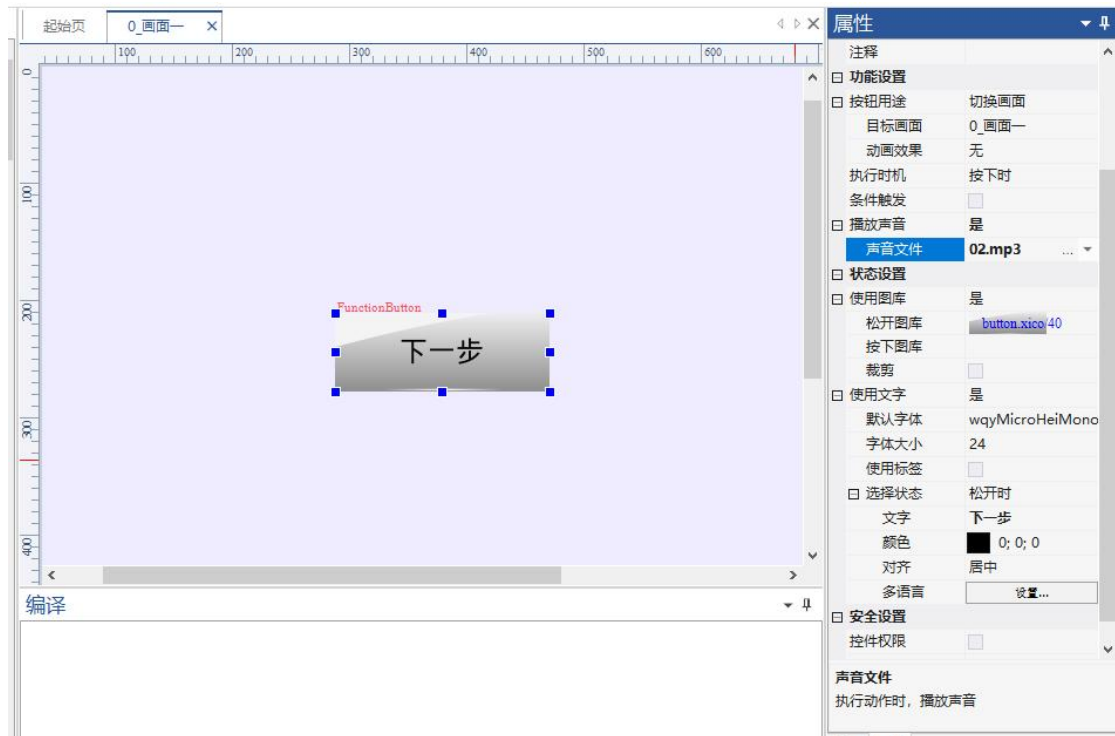 起始页
0_画面一
属性
100 200 300 400 500 600
注释
功能设置
按钮用途 切换画面
目标画面 0_画面一
动画效果 无
执行时机 按下时
条件触发
播放声音 是
声音文件 02.mp3 ...
状态设置
使用图库 是
松开图库 button.xico/40
按下图库
裁剪
使用文字 是
默认字体 wqyMicroHeiMono
字体大小 24
使用标签
选择状态 松开时
文字 下一步
颜色 0; 0; 0
对齐 居中
多语言 设置...
安全设置
控件权限
声音文件
执行动作时，播放声音
0
100
200
300
400
FunctionButton
下一步
编译